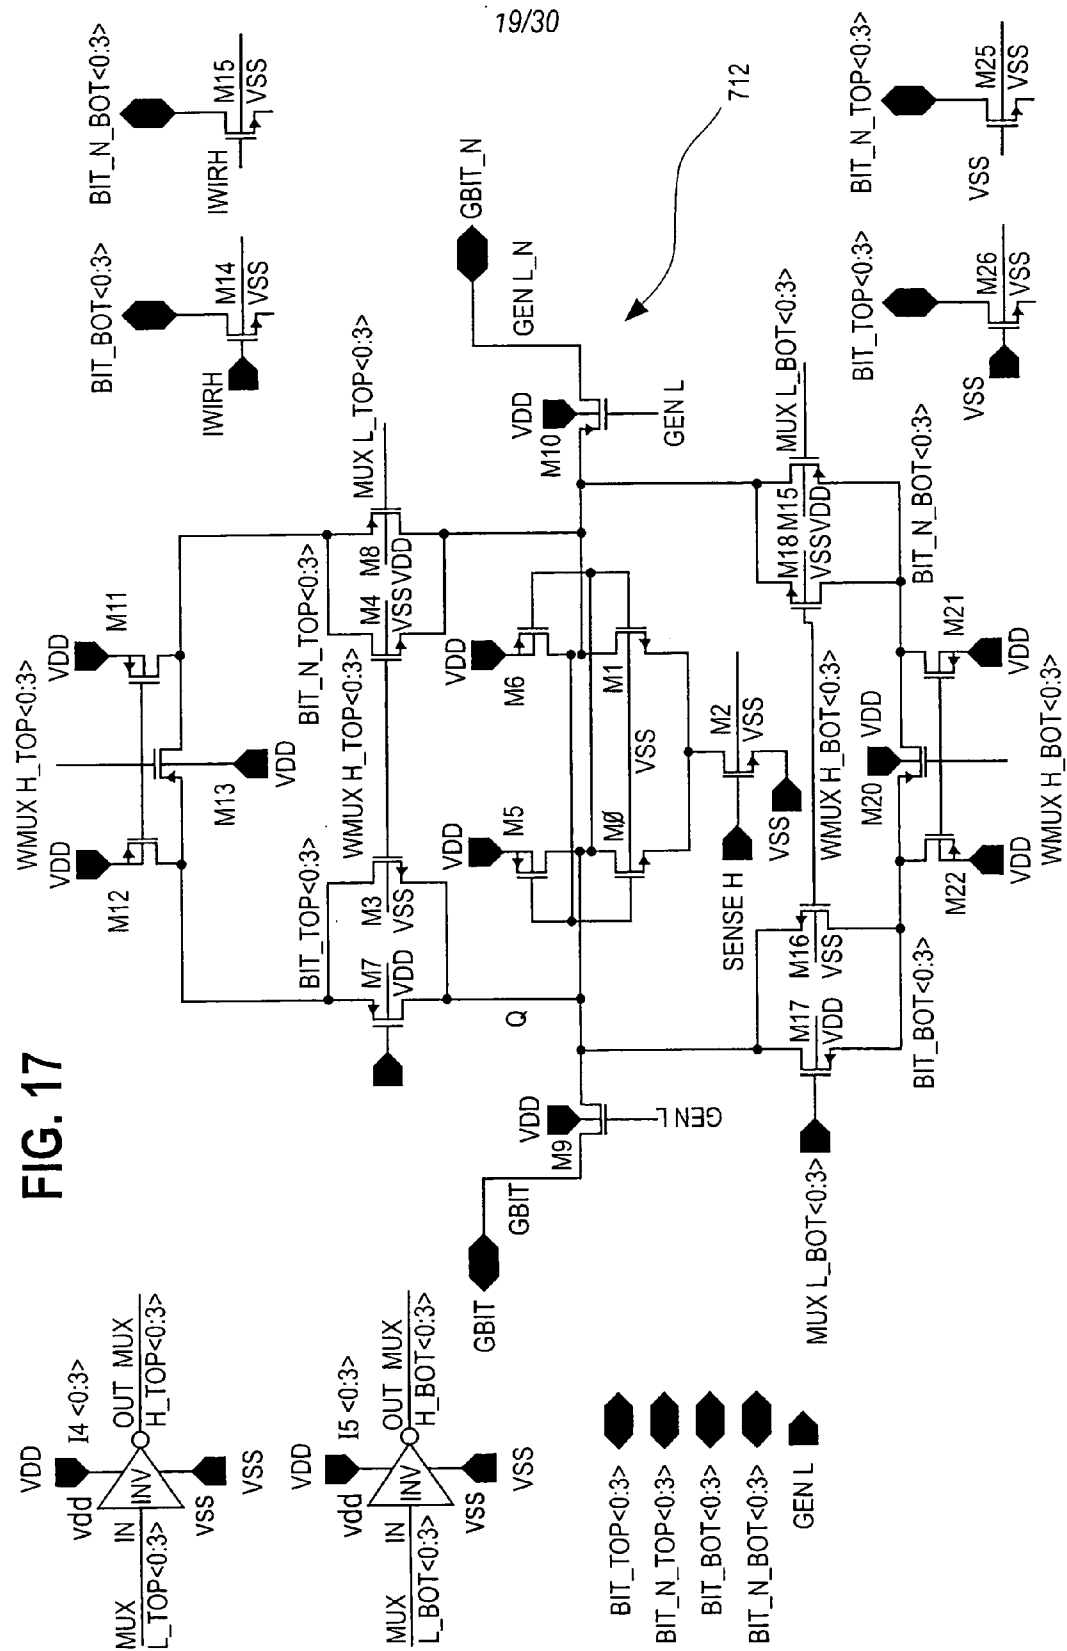 19/30
FIG. 17
MUX
L_TOP<0:3>
IN
vdd
VDD
INV
VSS
VSS
I4 <0:3>
OUT MUX
H_TOP<0:3>
MUX
L_BOT<0:3>
IN
vdd
VDD
INV
VSS
VSS
I5 <0:3>
OUT MUX
H_BOT<0:3>
BIT_TOP<0:3>
BIT_N_TOP<0:3>
BIT_BOT<0:3>
BIT_N_BOT<0:3>
GEN L
WMUX H_TOP<0:3>
VDD
M12
VDD
M11
M13
VDD
BIT_TOP<0:3>
M7
VDD
M3
VSS
WMUX H_TOP<0:3>
BIT_N_TOP<0:3>
M4
VSS
M8
VDD
MUX L_TOP<0:3>
Q
GBIT
GBIT
M9
VDD
GEN L
VDD
M5
MØ
VSS
VDD
M6
M1
SENSE H
M2
VSS
VSS
M10
VDD
GEN L
GEN L_N
GBIT_N
712
MUX L_BOT<0:3>
M17
VDD
M16
VSS
WMUX H_BOT<0:3>
M18
VSS
M15
VDD
MUX L_BOT<0:3>
BIT_BOT<0:3>
BIT_N_BOT<0:3>
M22
VDD
M20
VDD
M21
VDD
WMUX H_BOT<0:3>
BIT_BOT<0:3>
M14
VSS
IWIRH
BIT_N_BOT<0:3>
M15
VSS
IWIRH
BIT_TOP<0:3>
M26
VSS
VSS
BIT_N_TOP<0:3>
M25
VSS
VSS